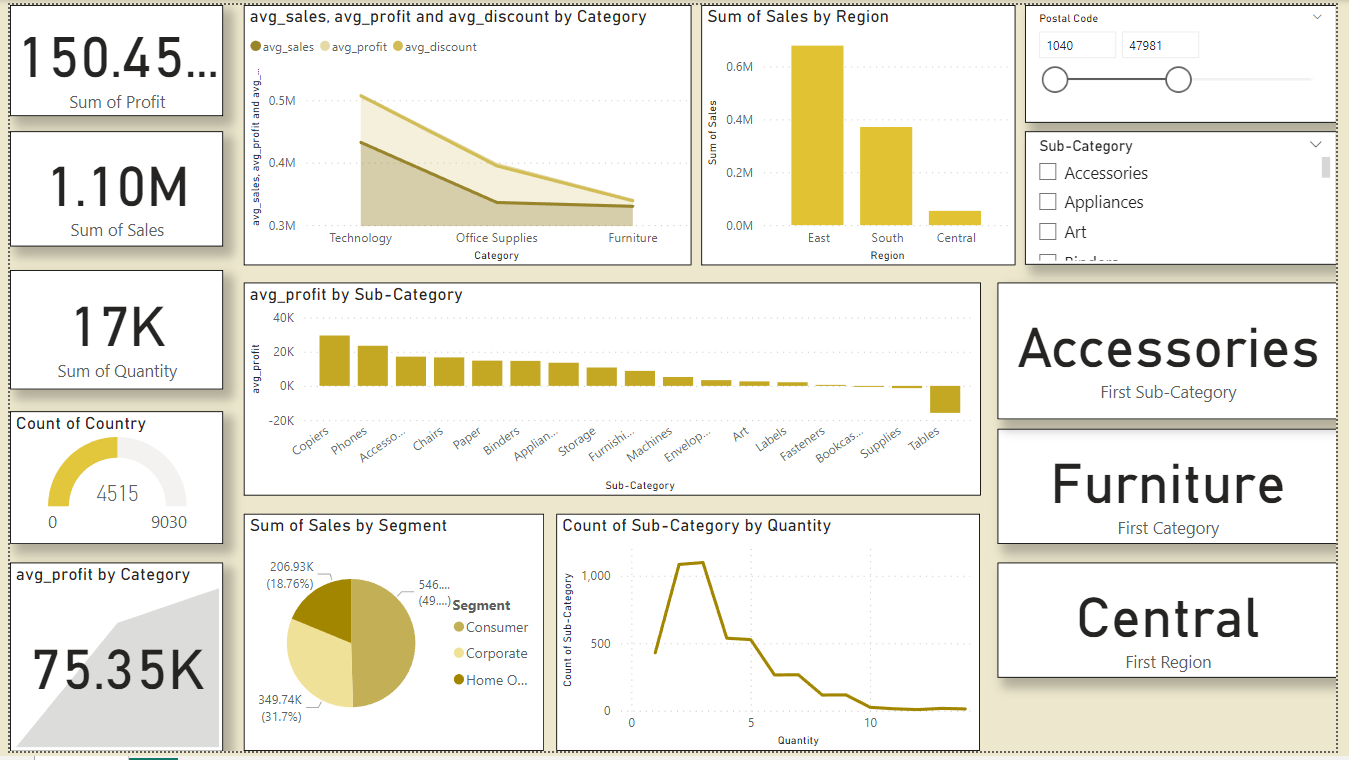 150.45...
Sum of Profit
1.10M
Sum of Sales
17K
Sum of Quantity
Count of Country
4515
0
9030
avg_profit by Category
75.35K
avg_sales, avg_profit and avg_discount by Category
avg_sales avg_profit avg_discount
avg_sales, avg_profit and avg_...
0.5M
0.4M
0.3M
Technology Office Supplies Furniture
Category
Sum of Sales by Region
Sum of Sales
0.6M
0.4M
0.2M
0.0M
East South Central
Region
Postal Code
1040 47981
Sub-Category
Accessories
Appliances
Art
Binders
avg_profit by Sub-Category
avg_profit
40K
20K
0K
-20K
Copiers Phones Accesso... Chairs Paper Binders Applian... Storage Furnishi... Machines Envelop... Art Labels Fasteners Bookcas... Supplies Tables
Sub-Category
Accessories
First Sub-Category
Furniture
First Category
Central
First Region
Sum of Sales by Segment
206.93K
(18.76%)
546....
(49....)
349.74K
(31.7%)
Segment
Consumer
Corporate
Home O...
Count of Sub-Category by Quantity
Count of Sub-Category
1,000
500
0
0 5 10
Quantity